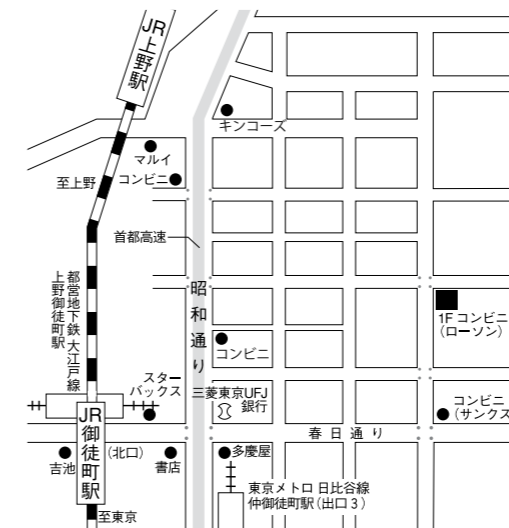 JR上野駅
キンコーズ
マルイ
コンビニ
至上野
首都高速
昭和通り
都営地下鉄 大江戸線
上野御徒町駅
1F コンビニ
(ローソン)
コンビニ
スター
バックス
三菱東京UFJ
銀行
コンビニ
(サンクス
春日通り
JR御徒町駅
(北口)
吉池
書店
多慶屋
東京メトロ 日比谷線
仲御徒町駅(出口3)
至東京